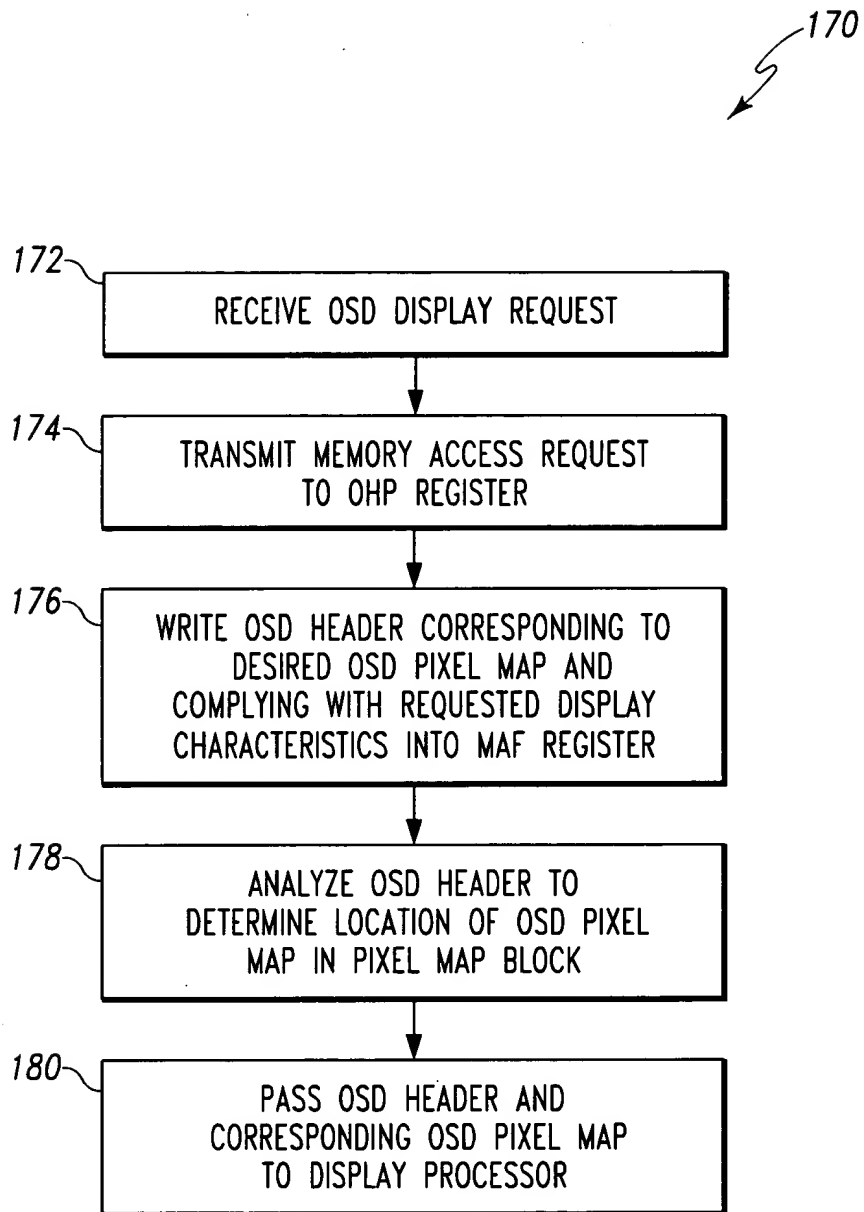 170
172
RECEIVE OSD DISPLAY REQUEST
174
TRANSMIT MEMORY ACCESS REQUEST
TO OHP REGISTER
176
WRITE OSD HEADER CORRESPONDING TO
DESIRED OSD PIXEL MAP AND
COMPLYING WITH REQUESTED DISPLAY
CHARACTERISTICS INTO MAF REGISTER
178
ANALYZE OSD HEADER TO
DETERMINE LOCATION OF OSD PIXEL
MAP IN PIXEL MAP BLOCK
180
PASS OSD HEADER AND
CORRESPONDING OSD PIXEL MAP
TO DISPLAY PROCESSOR